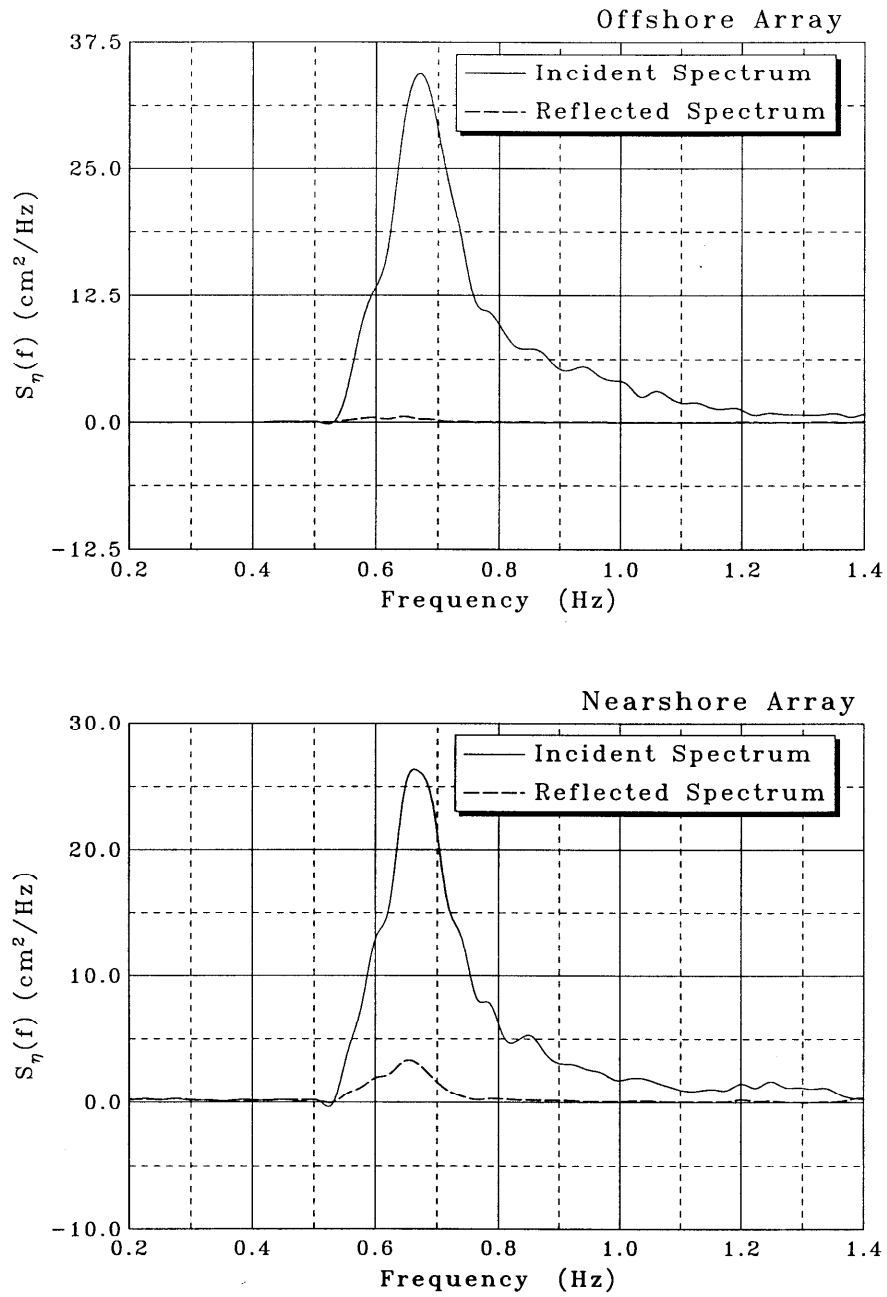 Offshore Array
37.5
25.0
12.5
0.0
-12.5
S_η(f) (cm²/Hz)
Incident Spectrum
Reflected Spectrum
0.2 0.4 0.6 0.8 1.0 1.2 1.4
Frequency (Hz)
Nearshore Array
30.0
20.0
10.0
0.0
-10.0
S_η(f) (cm²/Hz)
Incident Spectrum
Reflected Spectrum
0.2 0.4 0.6 0.8 1.0 1.2 1.4
Frequency (Hz)